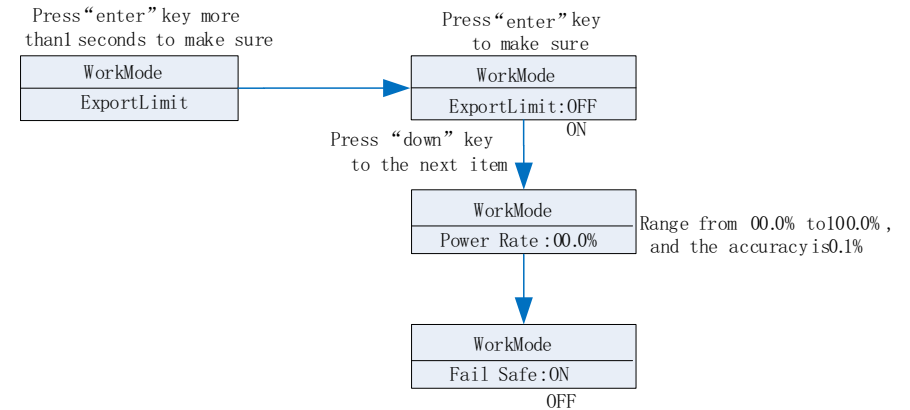 Press“enter”key more
than1 seconds to make sure
WorkMode
ExportLimit
Press“enter”key
to make sure
WorkMode
ExportLimit:OFF
ON
Press “down” key
to the next item
WorkMode
Power Rate:00.0%
Range from 00.0% to100.0%,
and the accuracyis0.1%
WorkMode
Fail Safe:ON
OFF